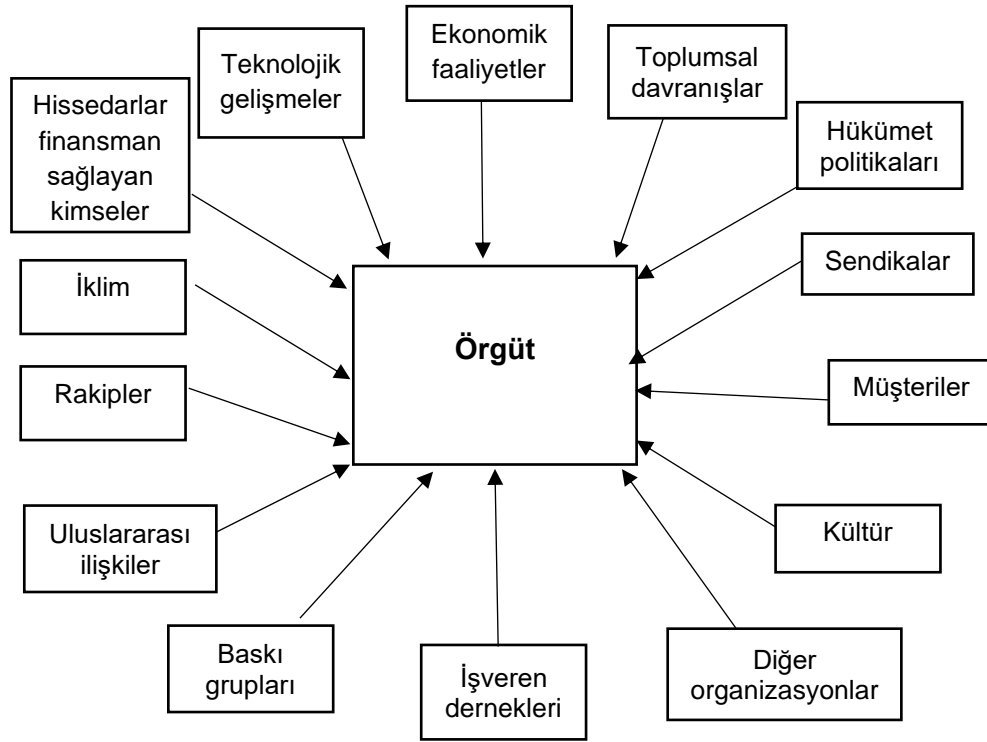 Ekonomik
faaliyetler
Teknolojik
gelişmeler
Toplumsal
davranışlar
Hissedarlar
finansman
sağlayan
kimseler
Hükümet
politikaları
İklim
Sendikalar
Örgüt
Rakipler
Müşteriler
Uluslararası
ilişkiler
Kültür
Baskı
grupları
İşveren
dernekleri
Diğer
organizasyonlar